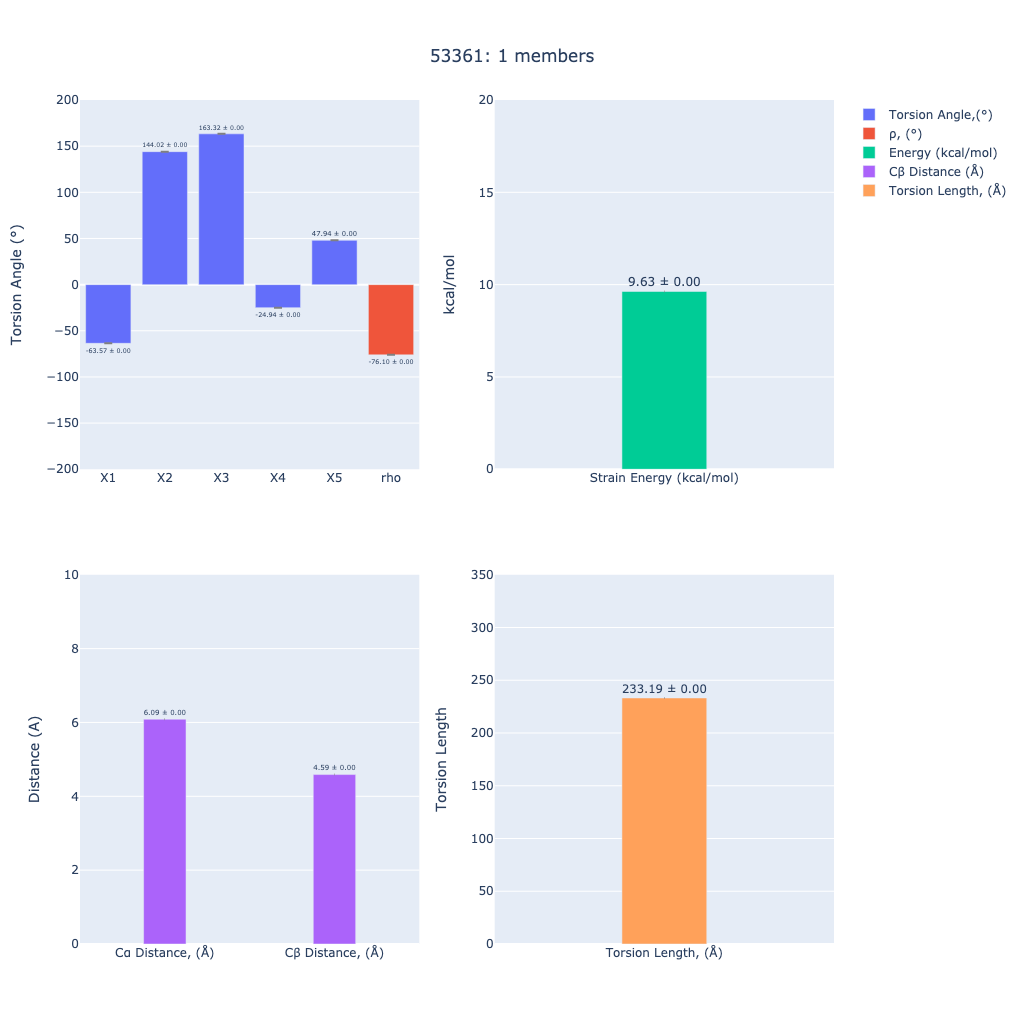 53361: 1 members
Torsion Angle (°)
200
150
100
50
0
−50
−100
−150
−200
-63.57 ± 0.00
144.02 ± 0.00
163.32 ± 0.00
-24.94 ± 0.00
47.94 ± 0.00
-76.10 ± 0.00
X1
X2
X3
X4
X5
rho
kcal/mol
20
15
10
5
0
9.63 ± 0.00
Strain Energy (kcal/mol)
Torsion Angle,(°)
ρ, (°)
Energy (kcal/mol)
Cβ Distance (Å)
Torsion Length, (Å)
Distance (A)
10
8
6
4
2
0
6.09 ± 0.00
4.59 ± 0.00
Cα Distance, (Å)
Cβ Distance, (Å)
Torsion Length
350
300
250
200
150
100
50
0
233.19 ± 0.00
Torsion Length, (Å)